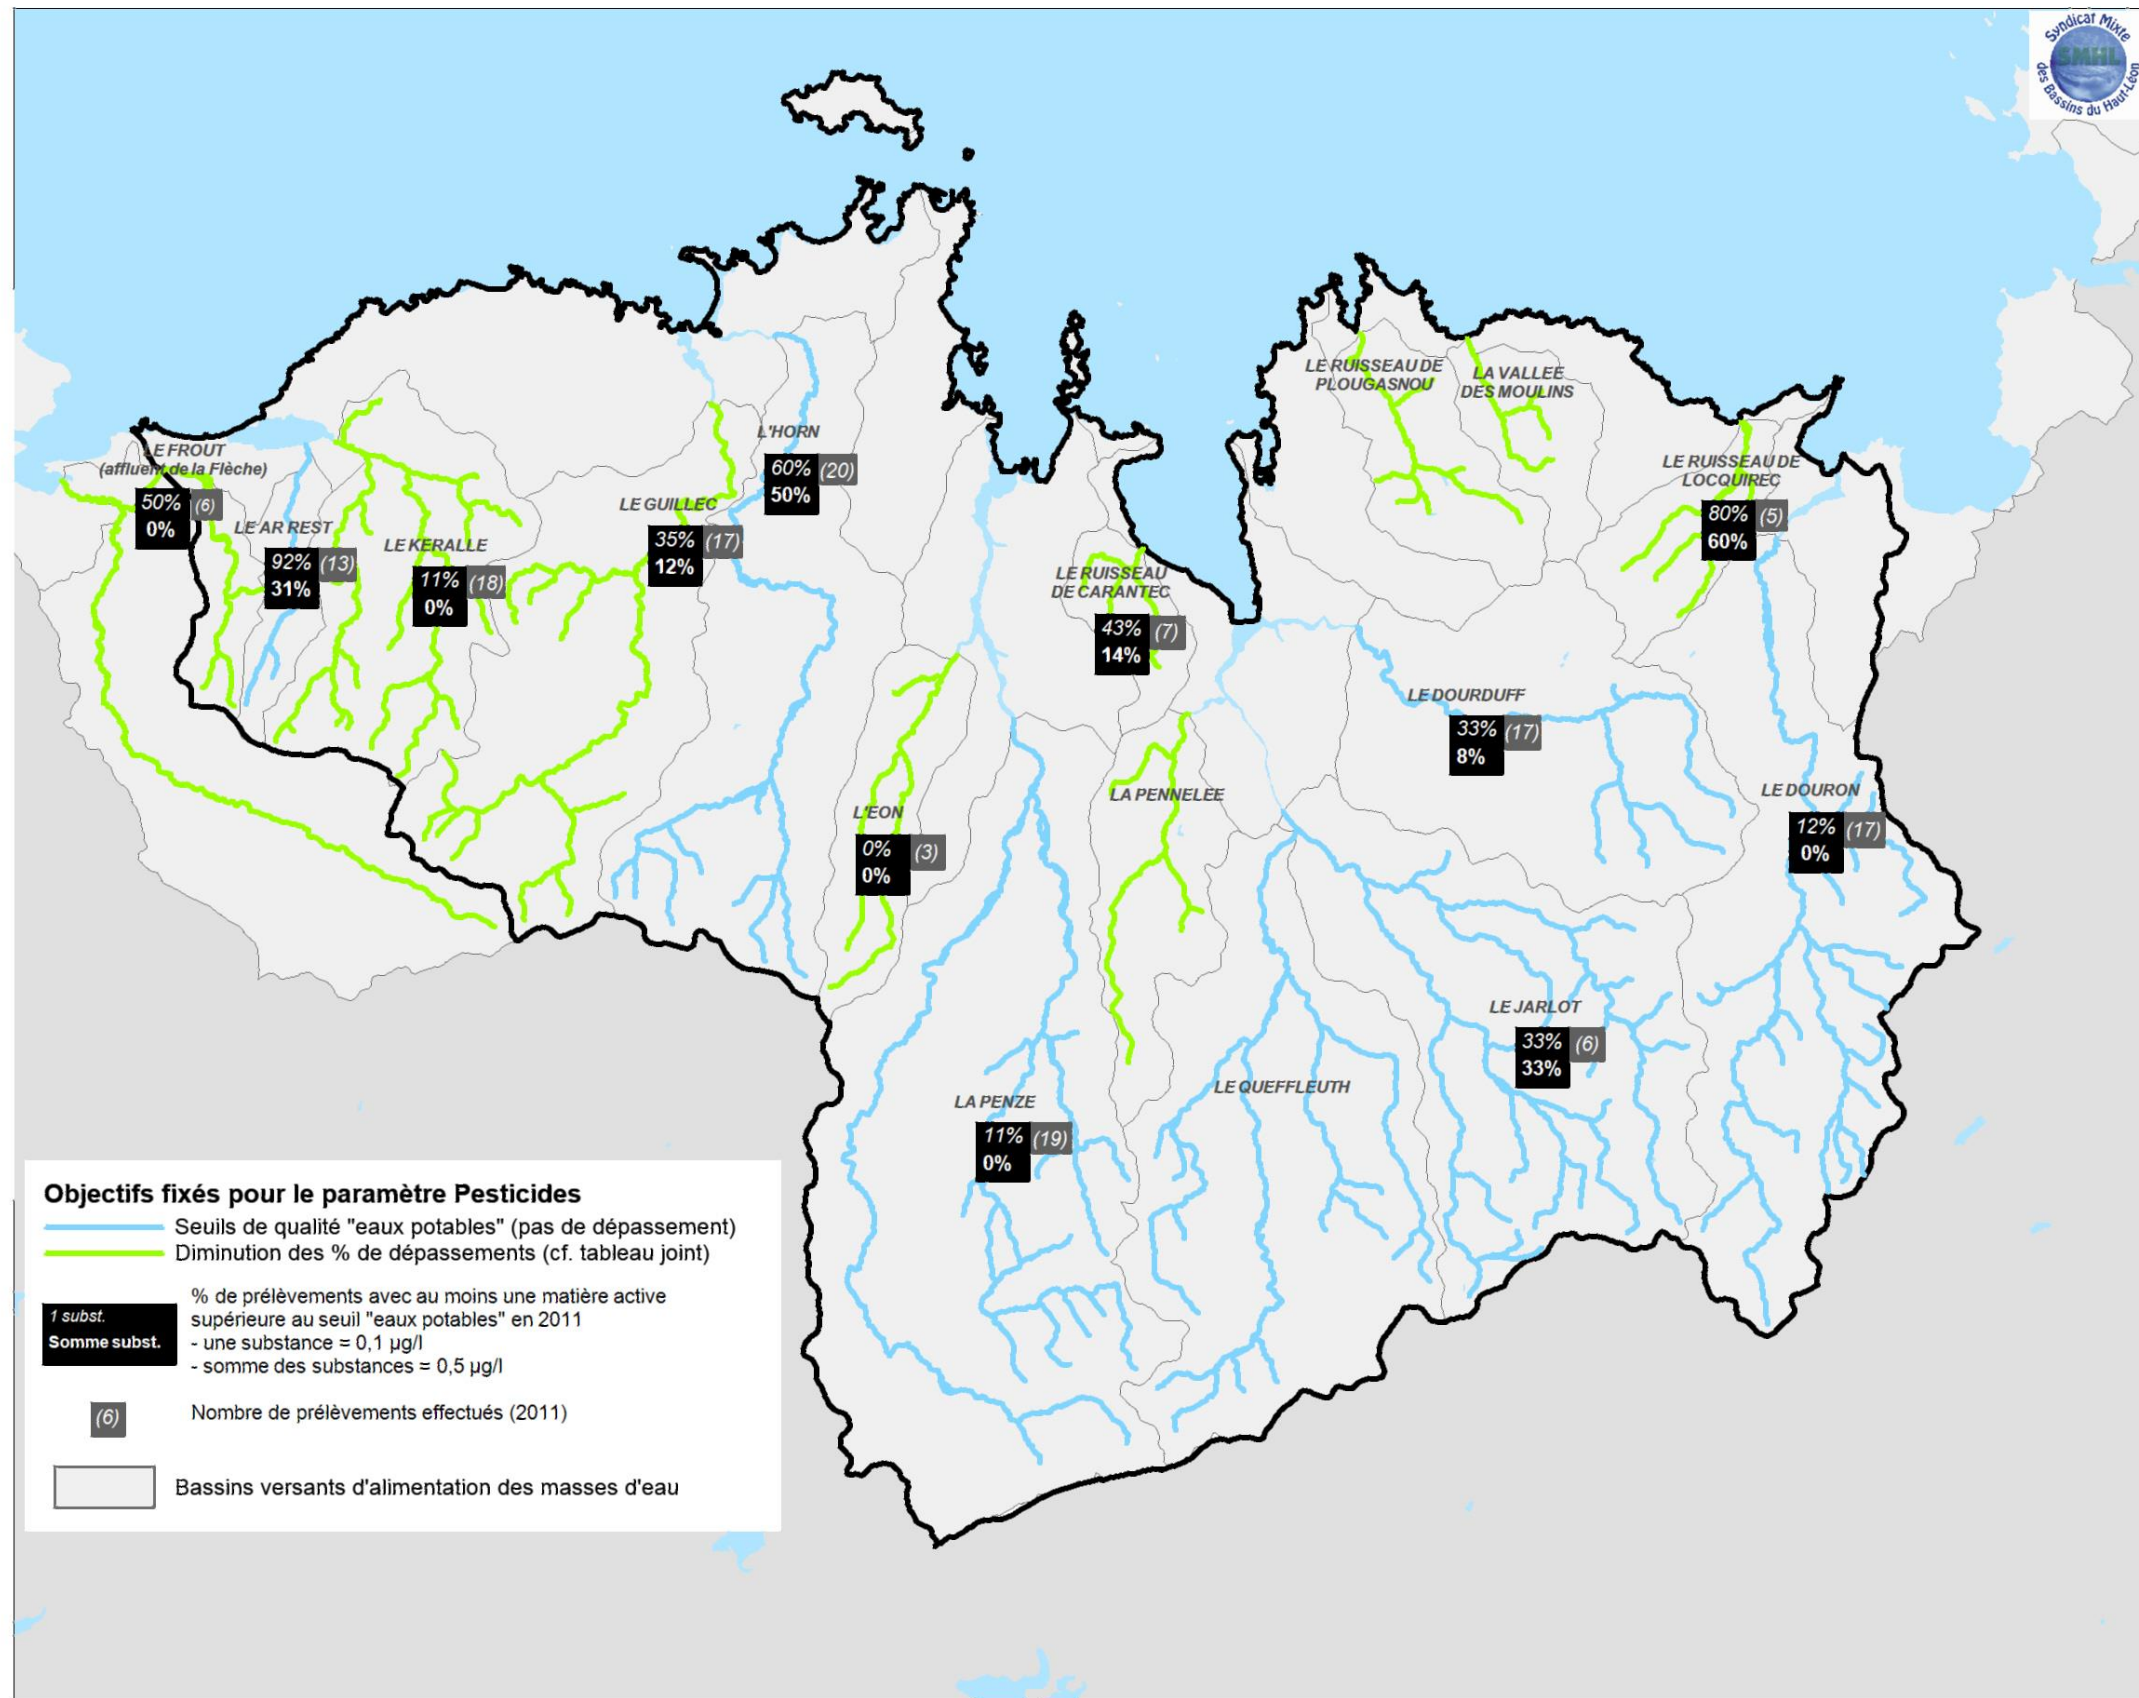 Syndicat Mixte
SMHL
des Bassins du Haut-Léon
LE RUISSEAU DE
PLOUGASNOU
LA VALLEE
DES MOULINS
L'HORN
60% (20)
50%
LE FROUT
(affluent de la Flèche)
50% (6)
0%
LE RUISSEAU DE
LOCQUIREC
80% (5)
60%
LE GUILLEC
35% (17)
12%
LE AR REST
92% (13)
31%
LE KERALLE
11% (18)
0%
LE RUISSEAU
DE CARANTEC
43% (7)
14%
LE DOURDUFF
33% (17)
8%
LA PENNELEE
LE DOURON
12% (17)
0%
L'EON
0% (3)
0%
LE JARLOT
33% (6)
33%
LE QUEFFLEUTH
LA PENZE
11% (19)
0%
Objectifs fixés pour le paramètre Pesticides
Seuils de qualité "eaux potables" (pas de dépassement)
Diminution des % de dépassements (cf. tableau joint)
1 subst.
Somme subst.
% de prélèvements avec au moins une matière active
supérieure au seuil "eaux potables" en 2011
- une substance = 0,1 µg/l
- somme des substances = 0,5 µg/l
(6)
Nombre de prélèvements effectués (2011)
Bassins versants d'alimentation des masses d'eau